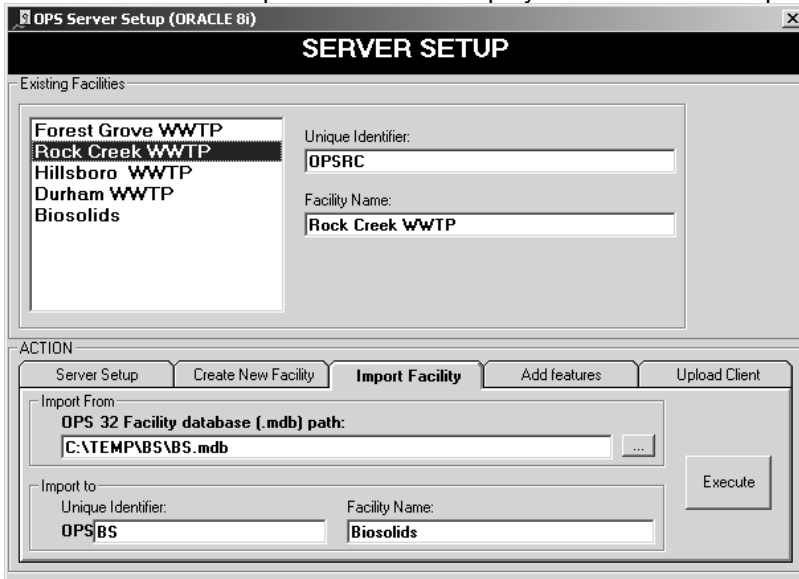 OPS Server Setup (ORACLE 8i)
SERVER SETUP
Existing Facilities
Forest Grove WWTP
Rock Creek WWTP
Hillsboro WWTP
Durham WWTP
Biosolids
Unique Identifier:
OPSRC
Facility Name:
Rock Creek WWTP
ACTION
Server Setup Create New Facility Import Facility Add features Upload Client
Import From
OPS 32 Facility database (.mdb) path:
C:\TEMP\BS\BS.mdb ...
Execute
Import to
Unique Identifier: Facility Name:
OPS BS Biosolids